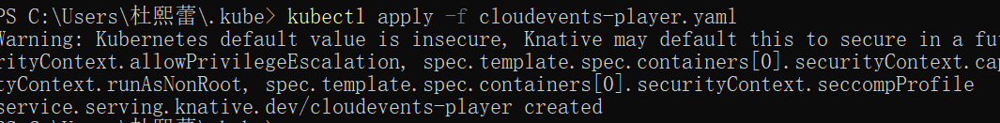 PS C:\Users\杜熙蕾\.kube> kubectl apply -f cloudevents-player.yaml
Warning: Kubernetes default value is insecure, Knative may default this to secure in a fu
rityContext.allowPrivilegeEscalation, spec.template.spec.containers[0].securityContext.cap
tyContext.runAsNonRoot, spec.template.spec.containers[0].securityContext.seccompProfile
service.serving.knative.dev/cloudevents-player created